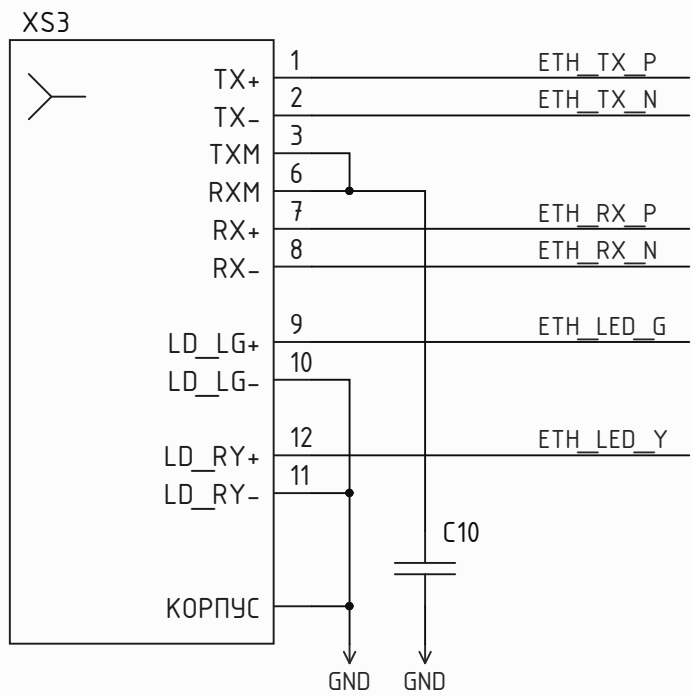 XS3
TX+ 1 ETH_TX_P
TX- 2 ETH_TX_N
TXM 3
RXM 6
RX+ 7 ETH_RX_P
RX- 8 ETH_RX_N
LD_LG+ 9 ETH_LED_G
LD_LG- 10
LD_RY+ 12 ETH_LED_Y
LD_RY- 11
C10
КОРПУС
GND GND